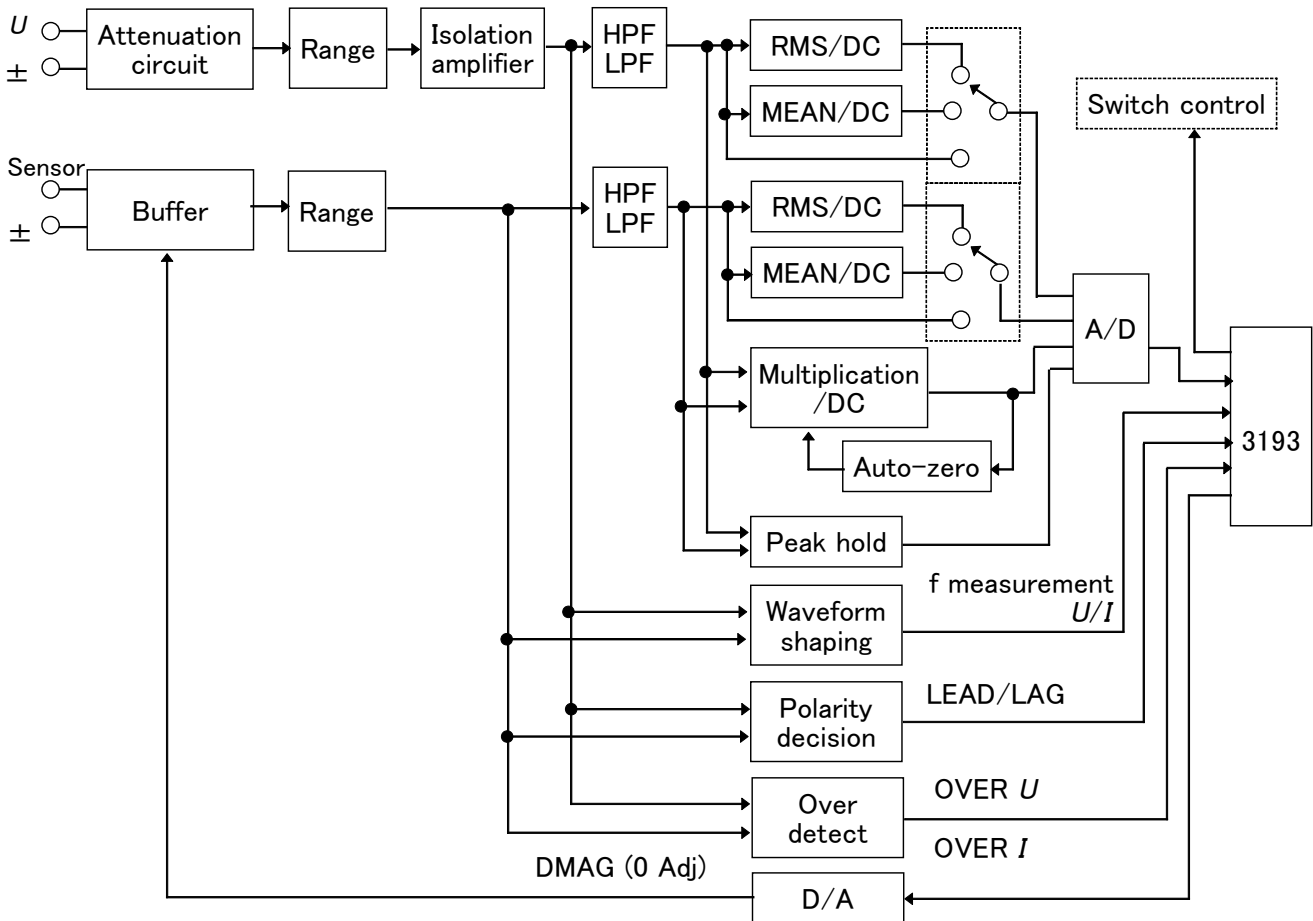 U
±
Attenuation
circuit
Range
Isolation
amplifier
HPF
LPF
RMS/DC
MEAN/DC
Switch control
Sensor
±
Buffer
Range
HPF
LPF
RMS/DC
MEAN/DC
A/D
Multiplication
/DC
Auto-zero
3193
Peak hold
f measurement
U/I
Waveform
shaping
Polarity
decision
LEAD/LAG
Over
detect
OVER U
OVER I
DMAG (0 Adj)
D/A